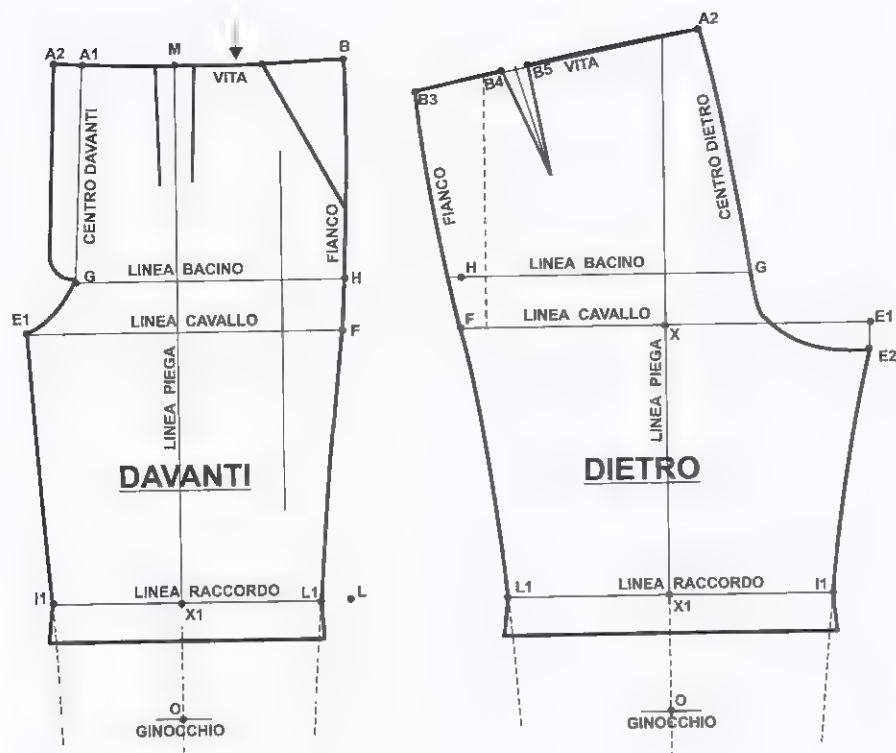 A2 A1 M B
VITA
CENTRO DAVANTI
FIANCO
G LINEA BACINO H
E1 LINEA CAVALLO F
LINEA PIEGA
DAVANTI
I1 LINEA RACCORDO L1 L
X1
O
GINOCCHIO
A2
B3 B4 B5 VITA
CENTRO DIETRO
FIANCO
H LINEA BACINO G
F LINEA CAVALLO E1
X
E2
LINEA PIEGA
DIETRO
L1 LINEA RACCORDO I1
X1
O
GINOCCHIO